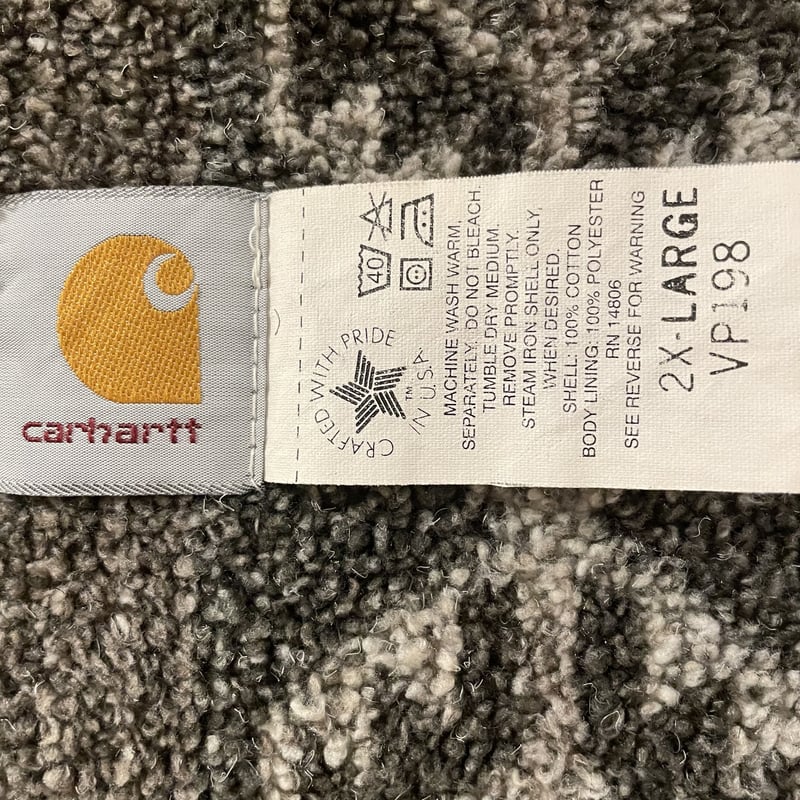 carhartt
40
CRAFTED WITH PRIDE
IN U.S.A.
TM
MACHINE WASH WARM,
SEPARATELY. DO NOT BLEACH.
TUMBLE DRY MEDIUM.
REMOVE PROMPTLY.
STEAM IRON SHELL ONLY,
WHEN DESIRED.
SHELL: 100% COTTON
BODY LINING: 100% POLYESTER
RN 14806
SEE REVERSE FOR WARNING
2X-LARGE
VP198